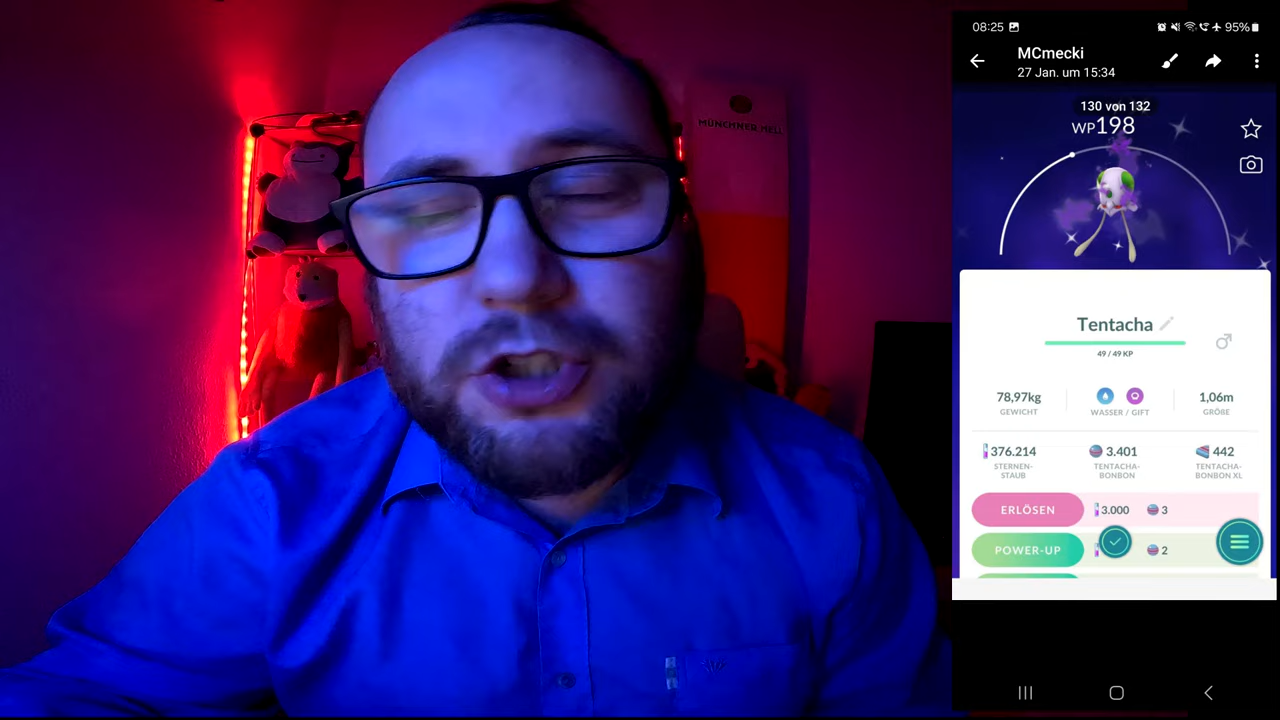 MÜNCHNER HELL
08:25
95%
MCmecki
27 Jan. um 15:34
130 von 132
WP198
Tentacha
49 / 49 KP
78,97kg
GEWICHT
WASSER / GIFT
1,06m
GRÖßE
376.214
STERNEN-
STAUB
3.401
TENTACHA-
BONBON
442
TENTACHA-
BONBON XL
ERLÖSEN
3.000
3
POWER-UP
2